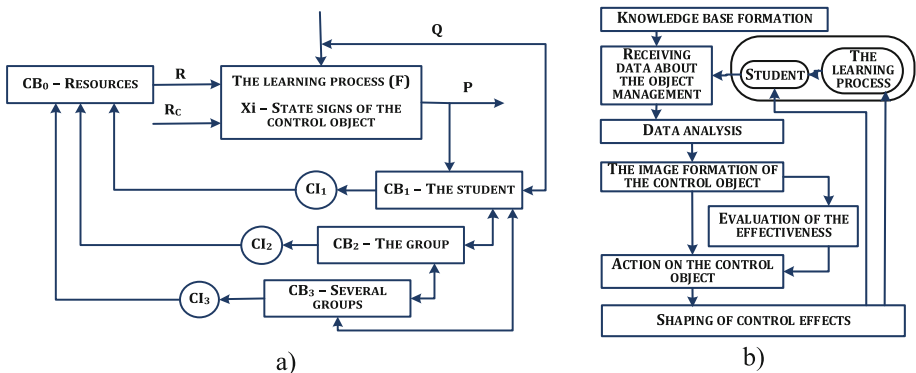 Q
CB0 – RESOURCES
R
RC
THE LEARNING PROCESS (F)
Xi – STATE SIGNS OF THE
CONTROL OBJECT
P
CI1
CB1 – THE STUDENT
CI2
CB2 – THE GROUP
CI3
CB3 – SEVERAL
GROUPS
a)
KNOWLEDGE BASE FORMATION
RECEIVING
DATA ABOUT
THE OBJECT
MANAGEMENT
STUDENT
THE
LEARNING
PROCESS
DATA ANALYSIS
THE IMAGE FORMATION OF
THE CONTROL OBJECT
EVALUATION OF THE
EFFECTIVENESS
ACTION ON THE CONTROL
OBJECT
SHAPING OF CONTROL EFFECTS
b)